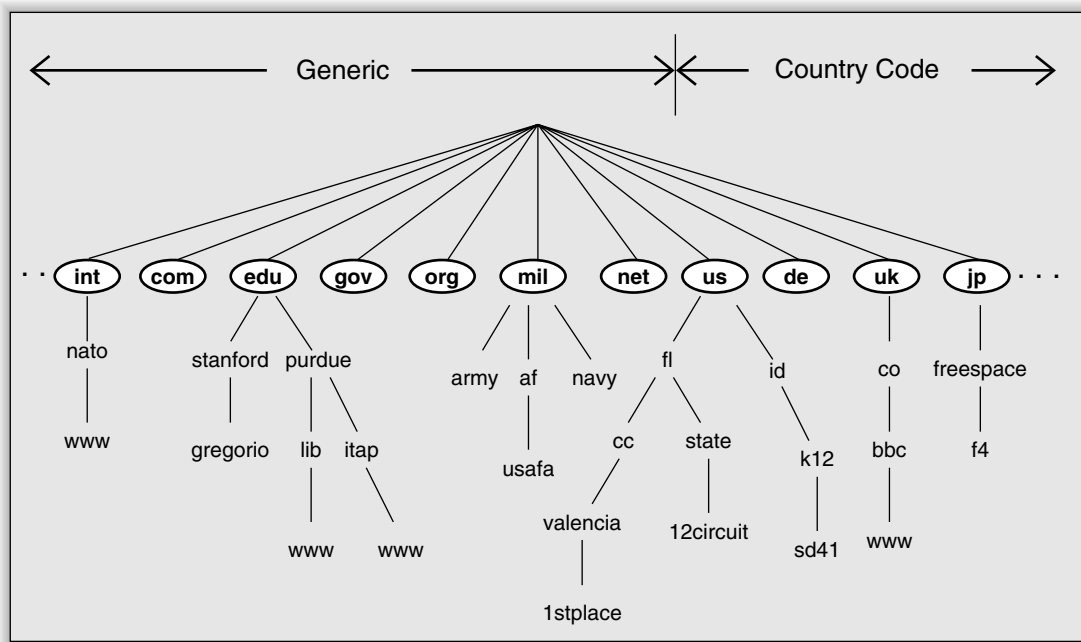 Generic Country Code
. . int com edu gov org mil net us de uk jp . . .
nato stanford purdue army af navy fl id co freespace
www gregorio lib itap usafa cc state k12 bbc f4
www www valencia 12circuit sd41 www
1stplace